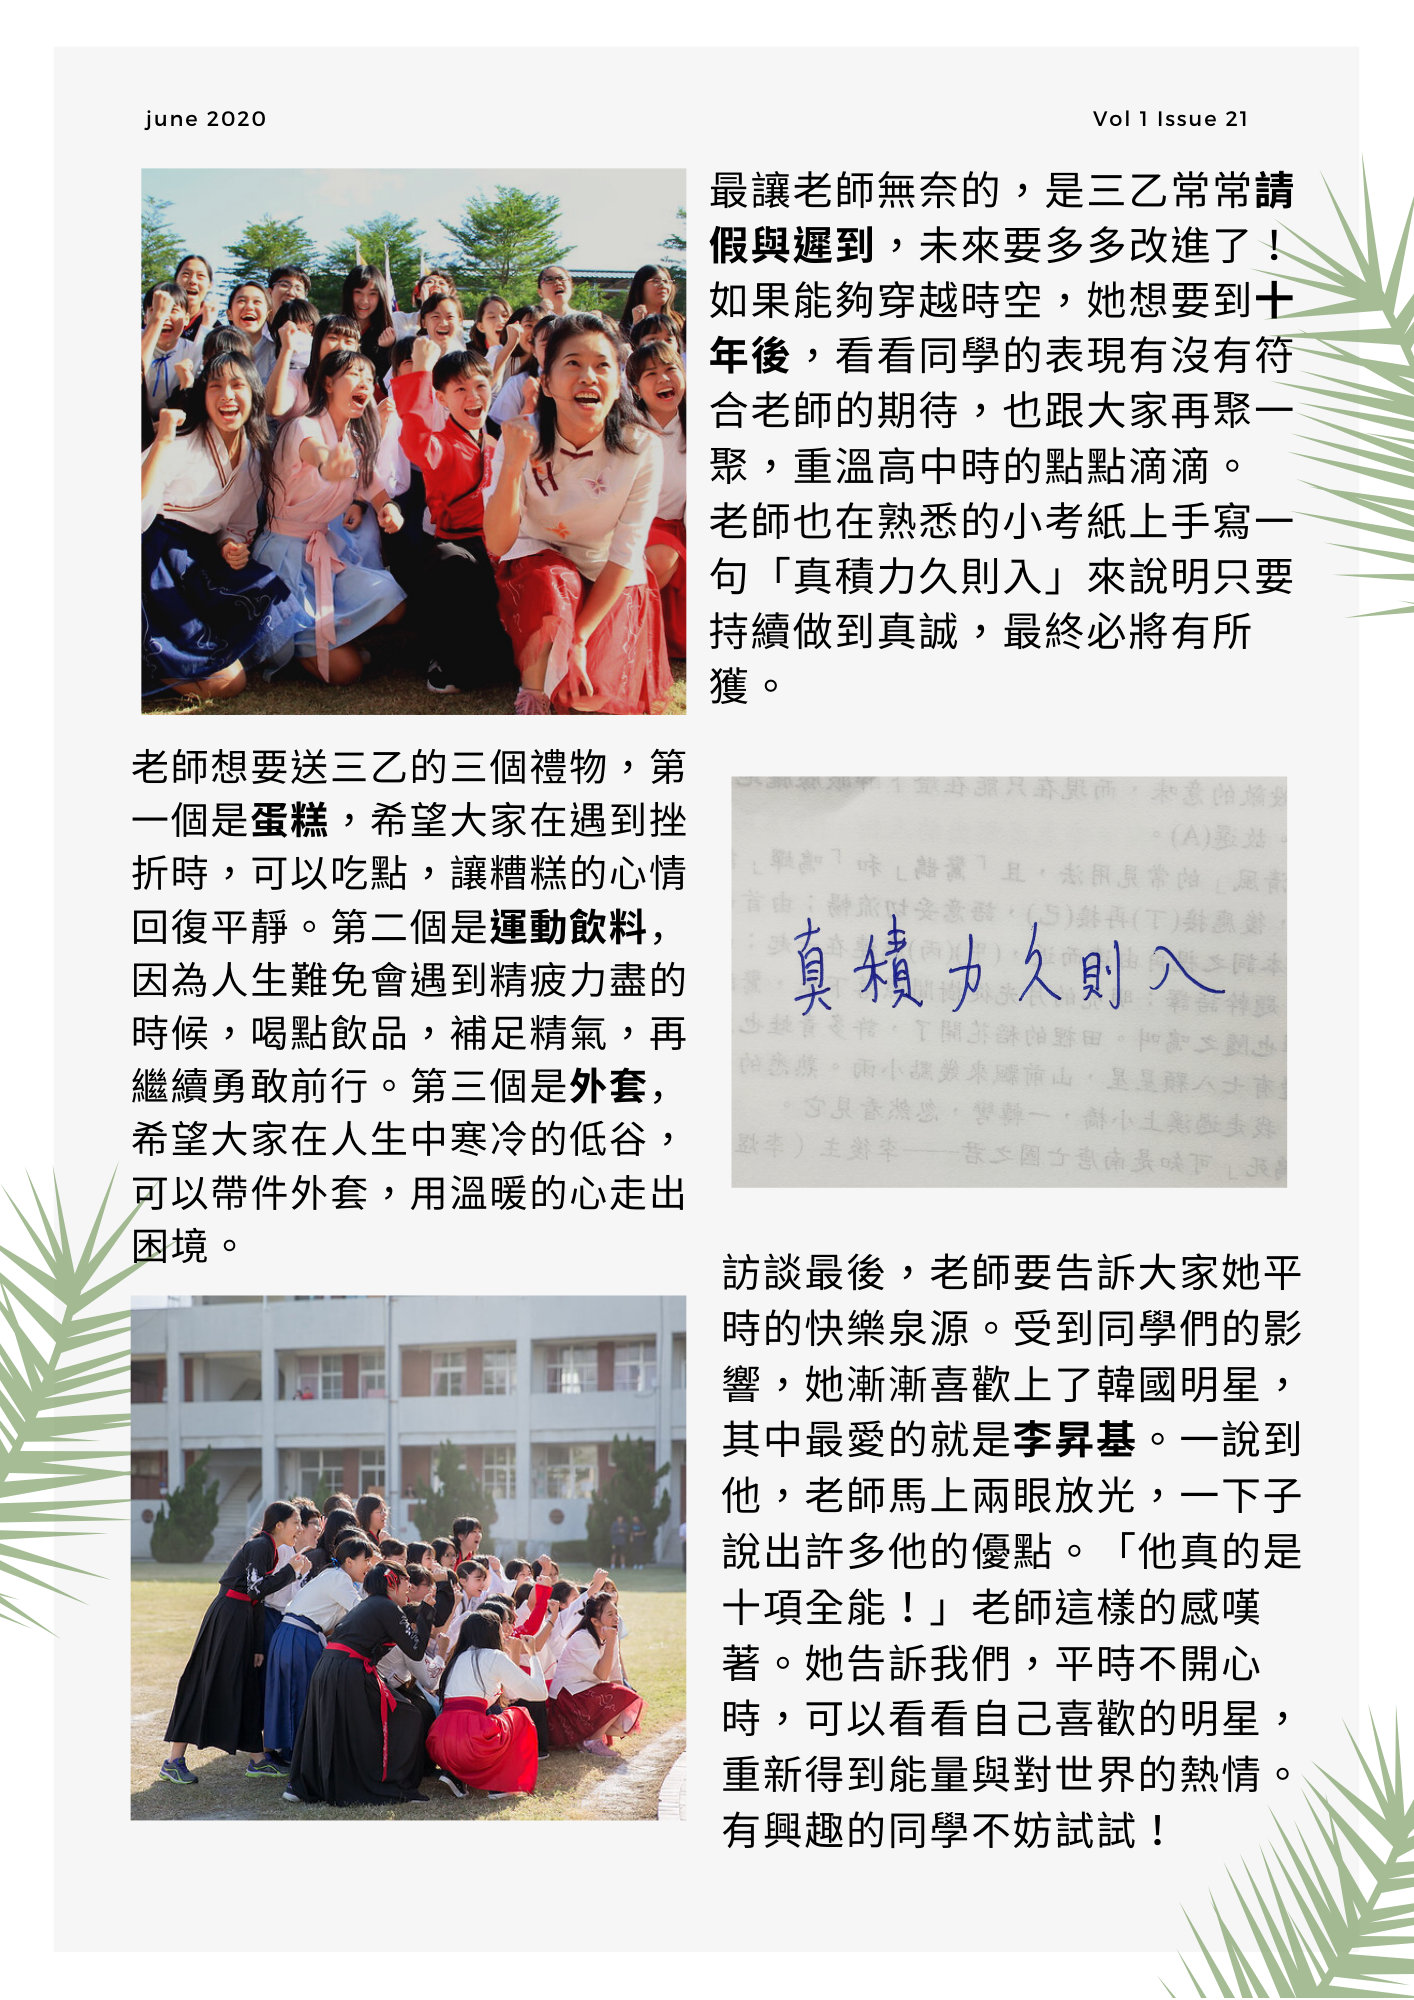 june 2020
Vol 1 Issue 21
老師想要送三乙的三個禮物，第
一個是蛋糕，希望大家在遇到挫
折時，可以吃點，讓糟糕的心情
回復平靜。第二個是運動飲料，
因為人生難免會遇到精疲力盡的
時候，喝點飲品，補足精氣，再
繼續勇敢前行。第三個是外套，
希望大家在人生中寒冷的低谷，
可以帶件外套，用溫暖的心走出
困境。
最讓老師無奈的，是三乙常常請
假與遲到，未來要多多改進了！
如果能夠穿越時空，她想要到十
年後，看看同學的表現有沒有符
合老師的期待，也跟大家再聚一
聚，重溫高中時的點點滴滴。
老師也在熟悉的小考紙上手寫一
句「真積力久則入」來說明只要
持續做到真誠，最終必將有所
獲。
真積力久則入
訪談最後，老師要告訴大家她平
時的快樂泉源。受到同學們的影
響，她漸漸喜歡上了韓國明星，
其中最愛的就是李昇基。一說到
他，老師馬上兩眼放光，一下子
說出許多他的優點。「他真的是
十項全能！」老師這樣的感嘆
著。她告訴我們，平時不開心
時，可以看看自己喜歡的明星，
重新得到能量與對世界的熱情。
有興趣的同學不妨試試！